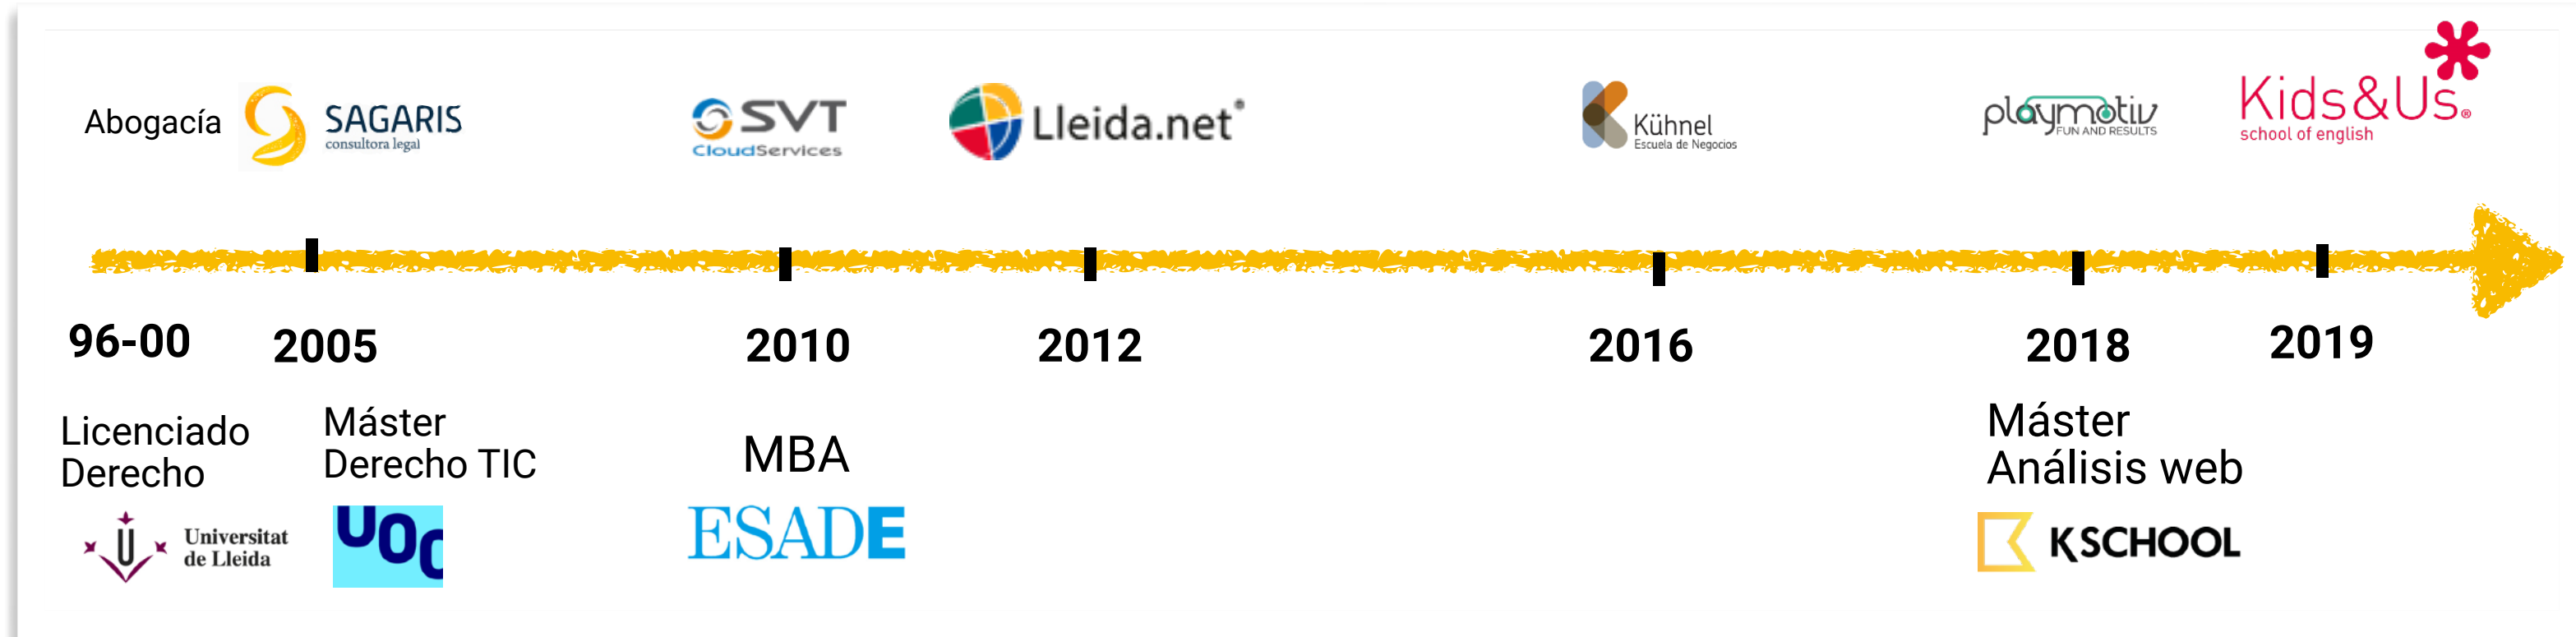 Abogacía
SAGARIS
consultora legal
SVT
CloudServices
Lleida.net®
Kühnel
Escuela de Negocios
playmotiv
FUN AND RESULTS
Kids&Us®
school of english
96-00
2005
2010
2012
2016
2018
2019
Licenciado
Derecho
Universitat
de Lleida
Máster
Derecho TIC
UOC
MBA
ESADE
Máster
Análisis web
KSCHOOL